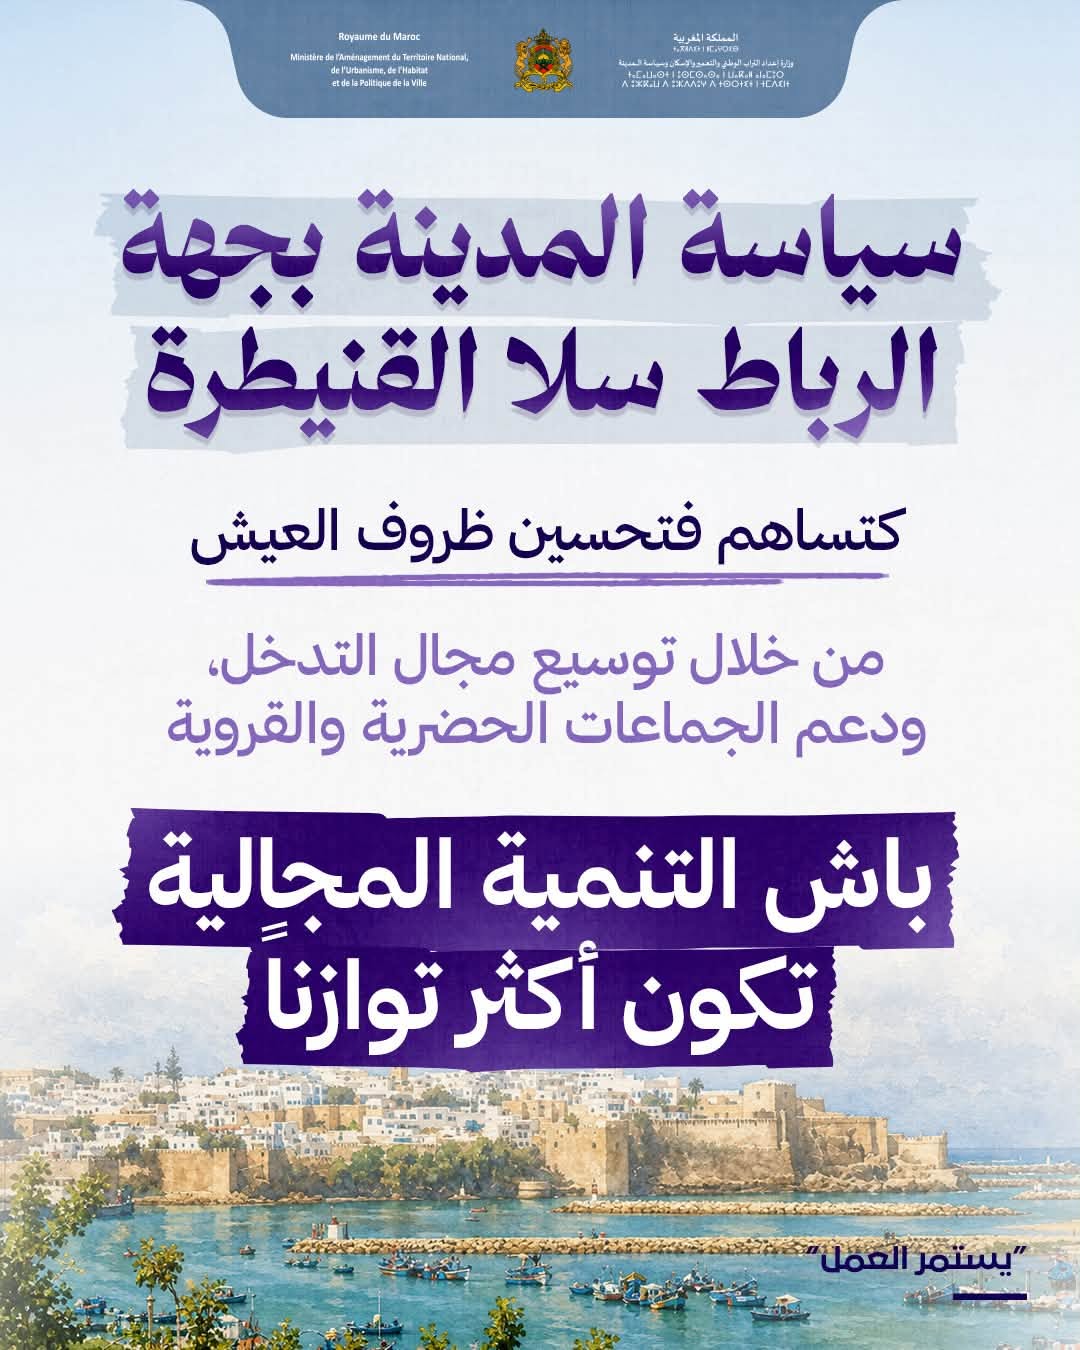 Royaume du Maroc
Ministère de l'Aménagement du Territoire National,
de l'Urbanisme, de l'Habitat
et de la Politique de la Ville
المملكة المغربية
وزارة إعداد التراب الوطني والتعمير والإسكان وسياسة المدينة
سياسة المدينة بجهة
الرباط سلا القنيطرة
كتساهم فتحسين ظروف العيش
من خلال توسيع مجال التدخل،
ودعم الجماعات الحضرية والقروية
باش التنمية المجالية
تكون أكثر توازناً
"يستمر العمل"